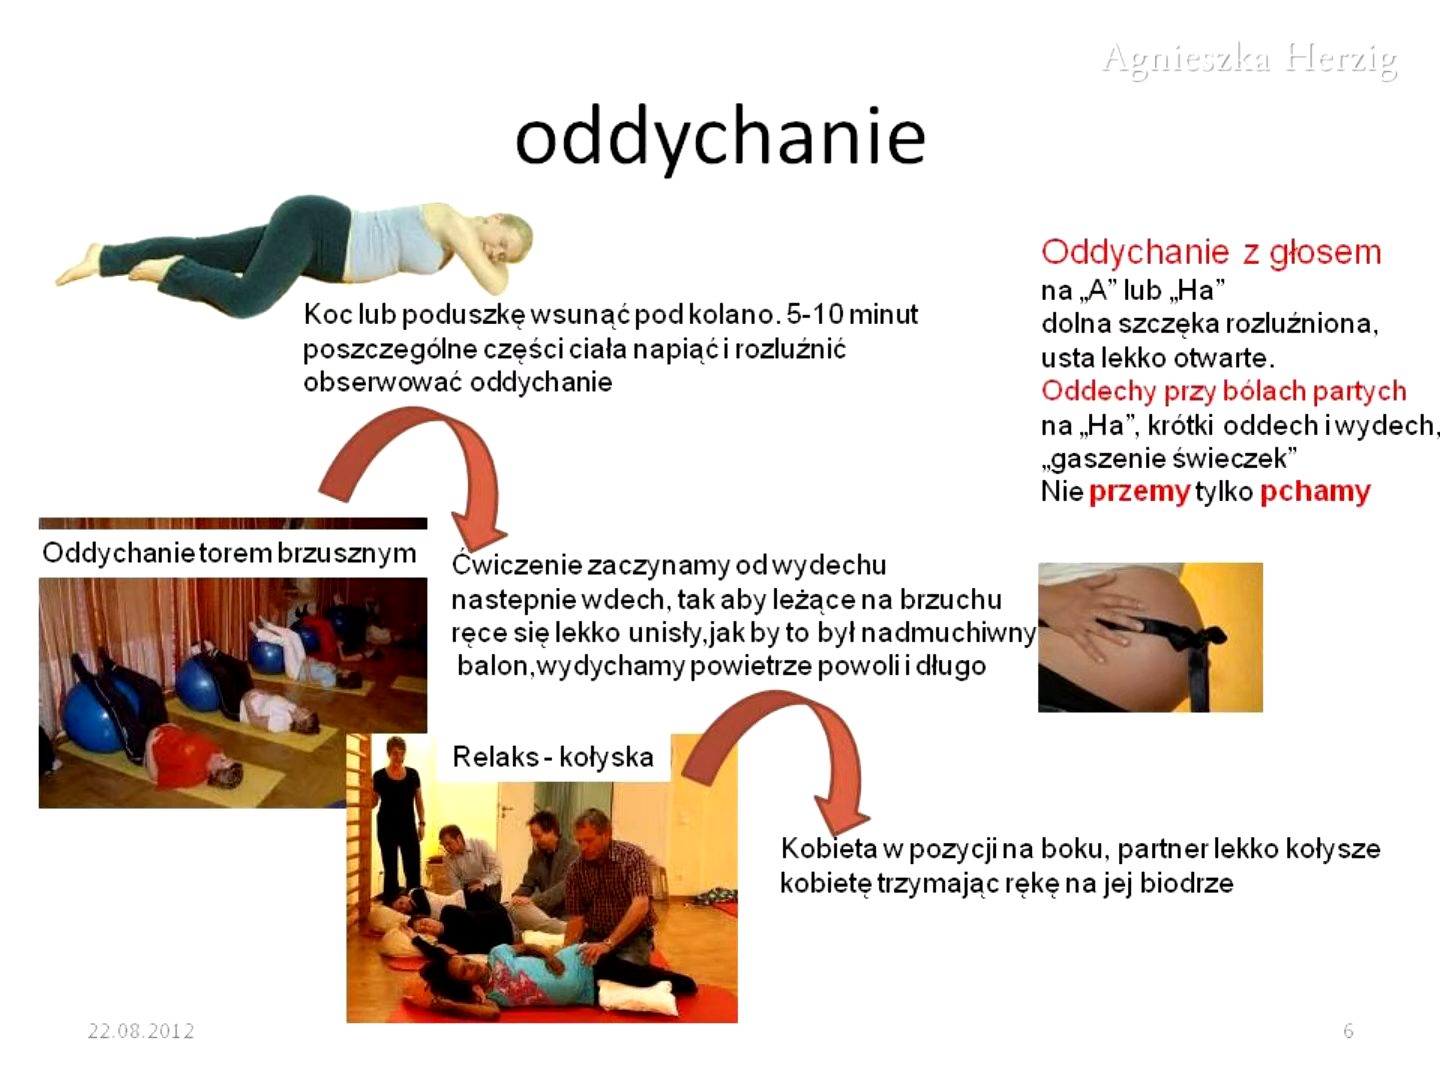 Agnieszka Herzig
oddychanie
Koc lub poduszkę wsunąć pod kolano. 5-10 minut
poszczególne części ciała napiąć i rozluźnić
obserwować oddychanie
Oddychanie z głosem
na „A” lub „Ha”
dolna szczęka rozluźniona,
usta lekko otwarte.
Oddechy przy bólach partych
na „Ha”, krótki oddech i wydech,
„gaszenie świeczek”
Nie przemy tylko pchamy
Oddychanie torem brzusznym
Ćwiczenie zaczynamy od wydechu
nastepnie wdech, tak aby leżące na brzuchu
ręce się lekko unisły,jak by to był nadmuchiwny
balon,wydychamy powietrze powoli i długo
Relaks - kołyska
Kobieta w pozycji na boku, partner lekko kołysze
kobietę trzymając rękę na jej biodrze
22.08.2012
6